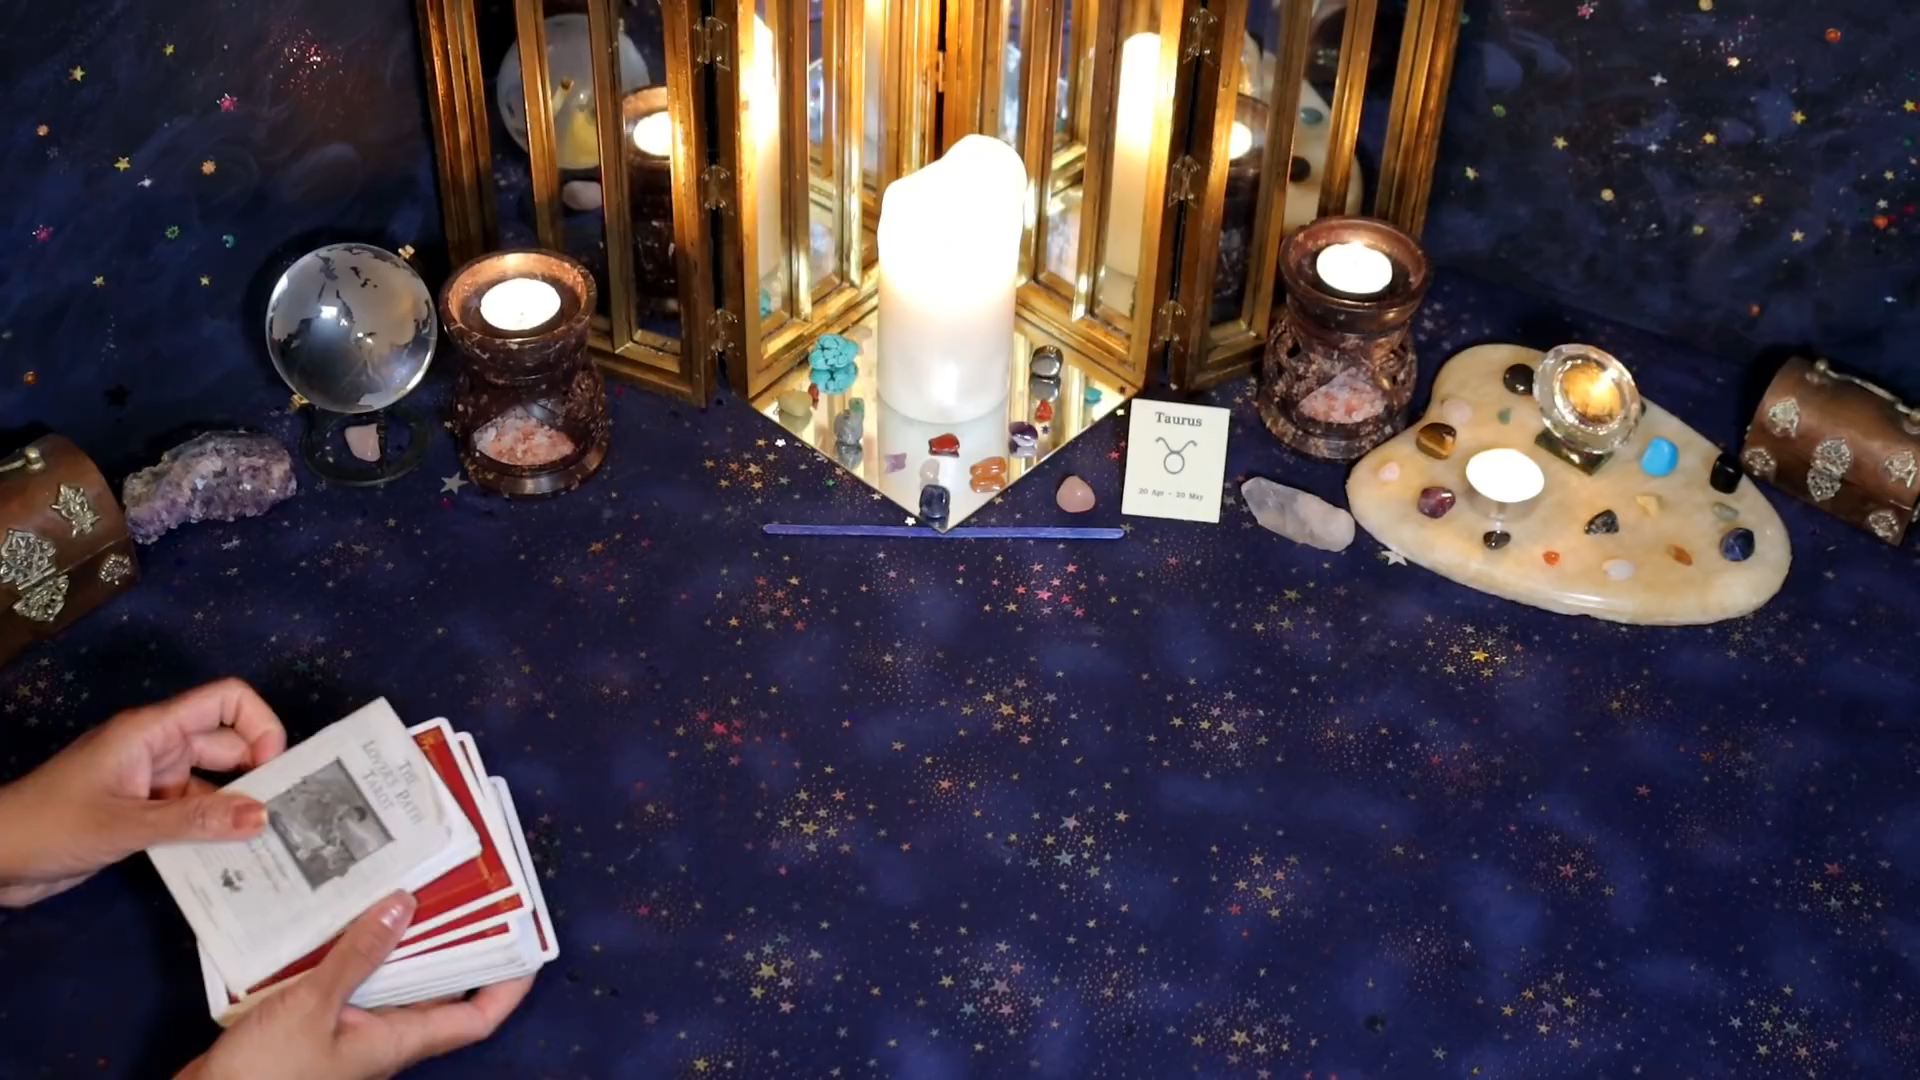 Taurus
20 Apr - 20 May
THE
LOVER'S PATH
TAROT